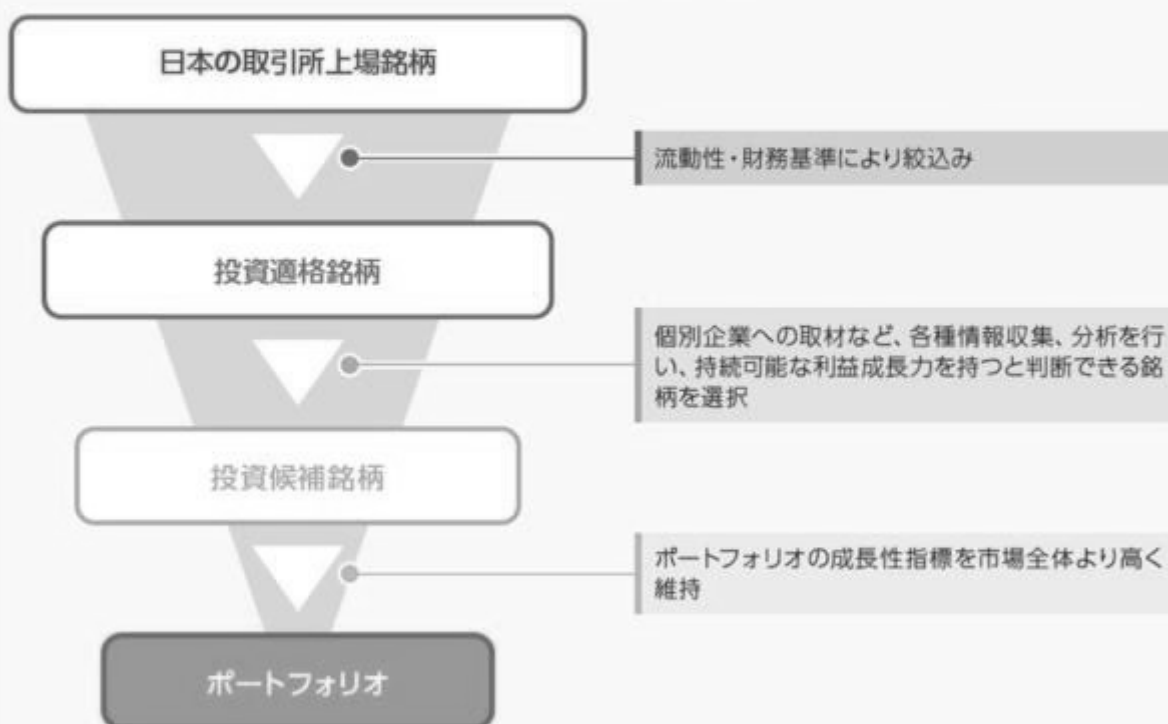 日本の取引所上場銘柄
流動性・財務基準により絞込み
投資適格銘柄
個別企業への取材など、各種情報収集、分析を行
い、持続可能な利益成長力を持つと判断できる銘
柄を選択
投資候補銘柄
ポートフォリオの成長性指標を市場全体より高く
維持
ポートフォリオ